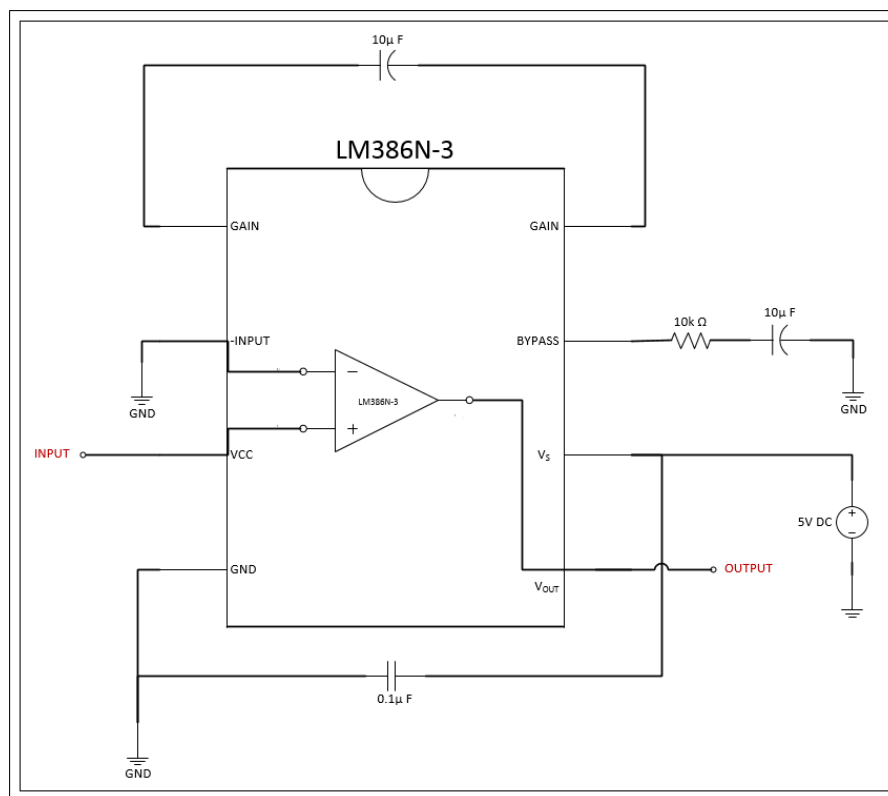 10µ F
LM386N-3
GAIN
GAIN
-INPUT
BYPASS
10k Ω
10µ F
GND
GND
LM386N-3
−
+
INPUT
VCC
VS
5V DC
+
−
GND
VOUT
OUTPUT
0.1µ F
GND